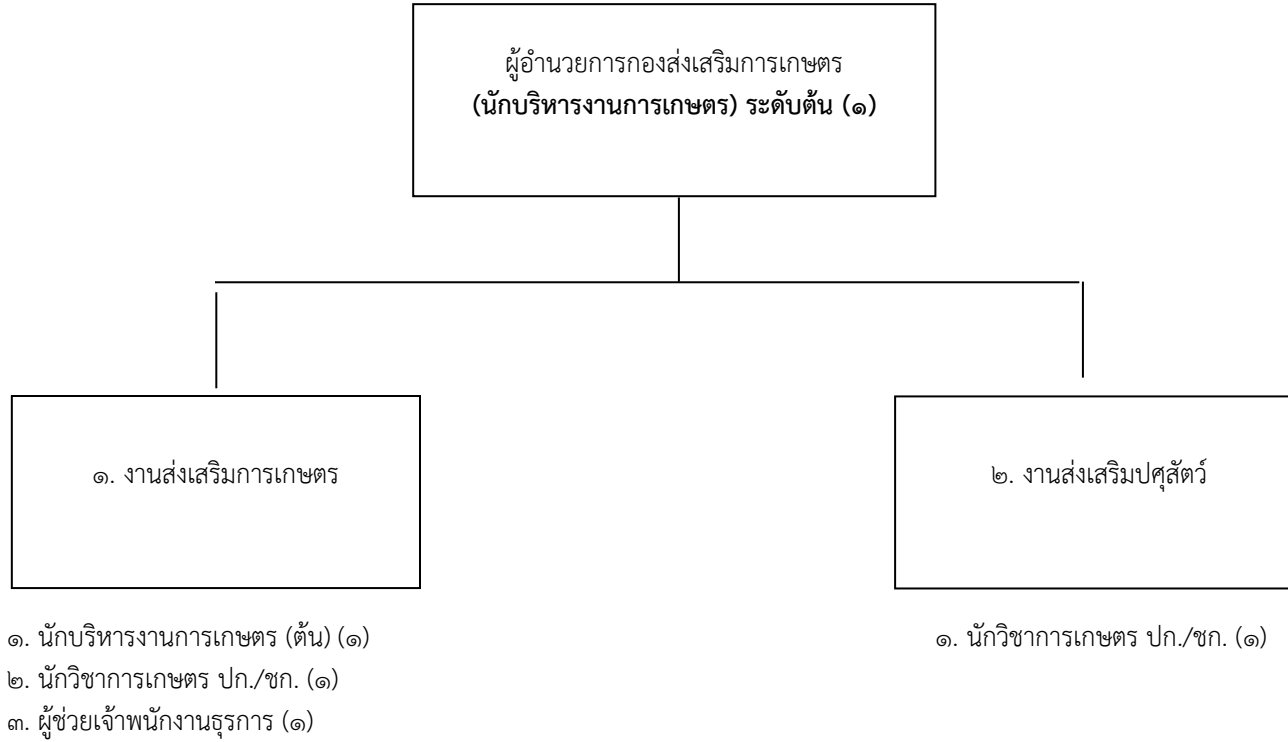 ผู้อำนวยการกองส่งเสริมการเกษตร
(นักบริหารงานการเกษตร) ระดับต้น (๑)
๑. งานส่งเสริมการเกษตร
๒. งานส่งเสริมปศุสัตว์
๑. นักบริหารงานการเกษตร (ต้น) (๑)
๒. นักวิชาการเกษตร ปก./ชก. (๑)
๓. ผู้ช่วยเจ้าพนักงานธุรการ (๑)
๑. นักวิชาการเกษตร ปก./ชก. (๑)